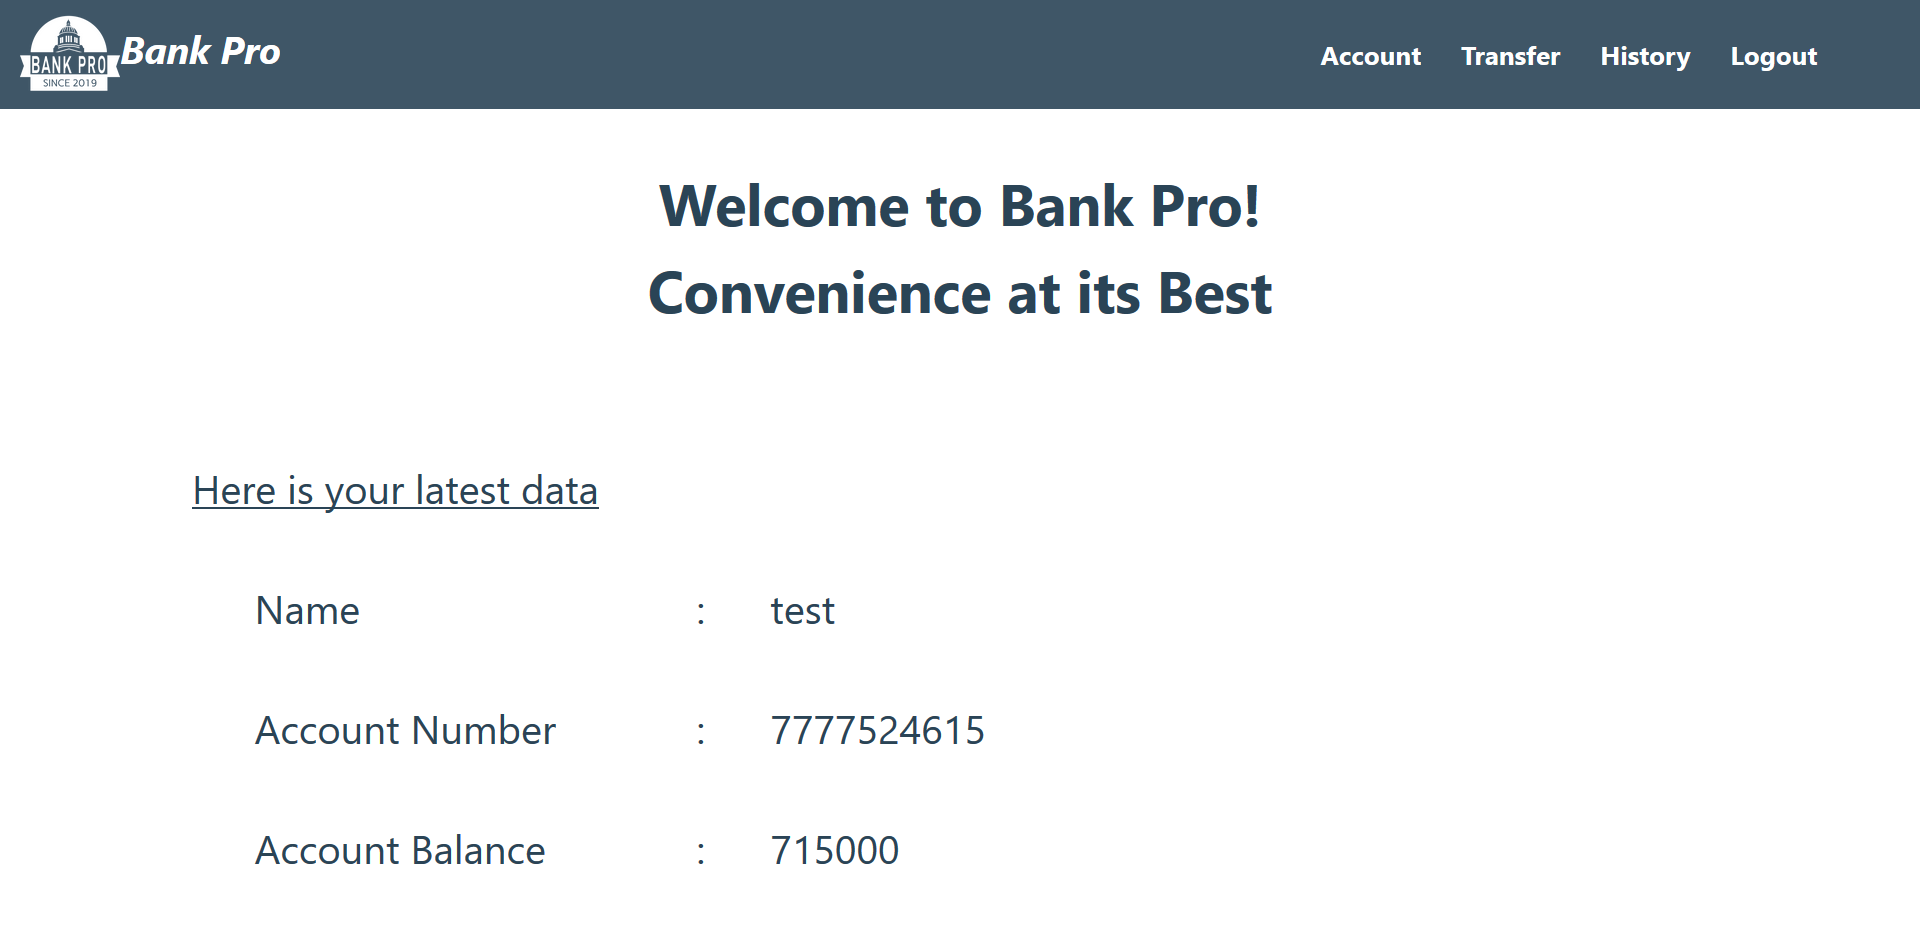 BANK PRO
SINCE 2019
Bank Pro
Account Transfer History Logout
Welcome to Bank Pro!
Convenience at its Best
Here is your latest data
Name : test
Account Number : 7777524615
Account Balance : 715000